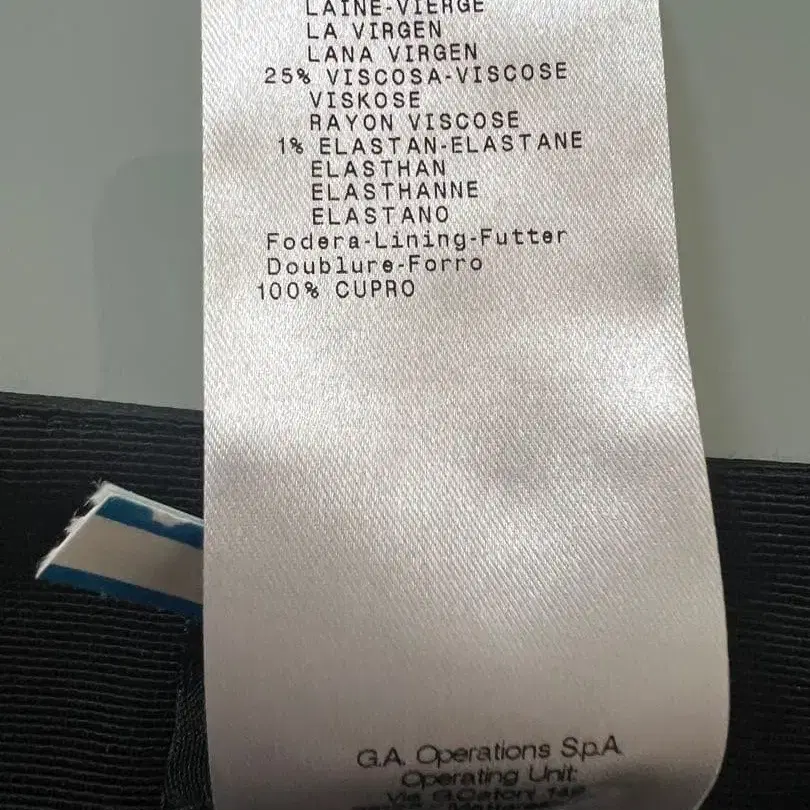 LAINE-VIERGE
LA VIRGEN
LANA VIRGEN
25% VISCOSA-VISCOSE
VISKOSE
RAYON VISCOSE
1% ELASTAN-ELASTANE
ELASTHAN
ELASTHANNE
ELASTANO
Fodera-Lining-Futter
Doublure-Forro
100% CUPRO
G.A. Operations S.p.A
Operating Unit:
Via